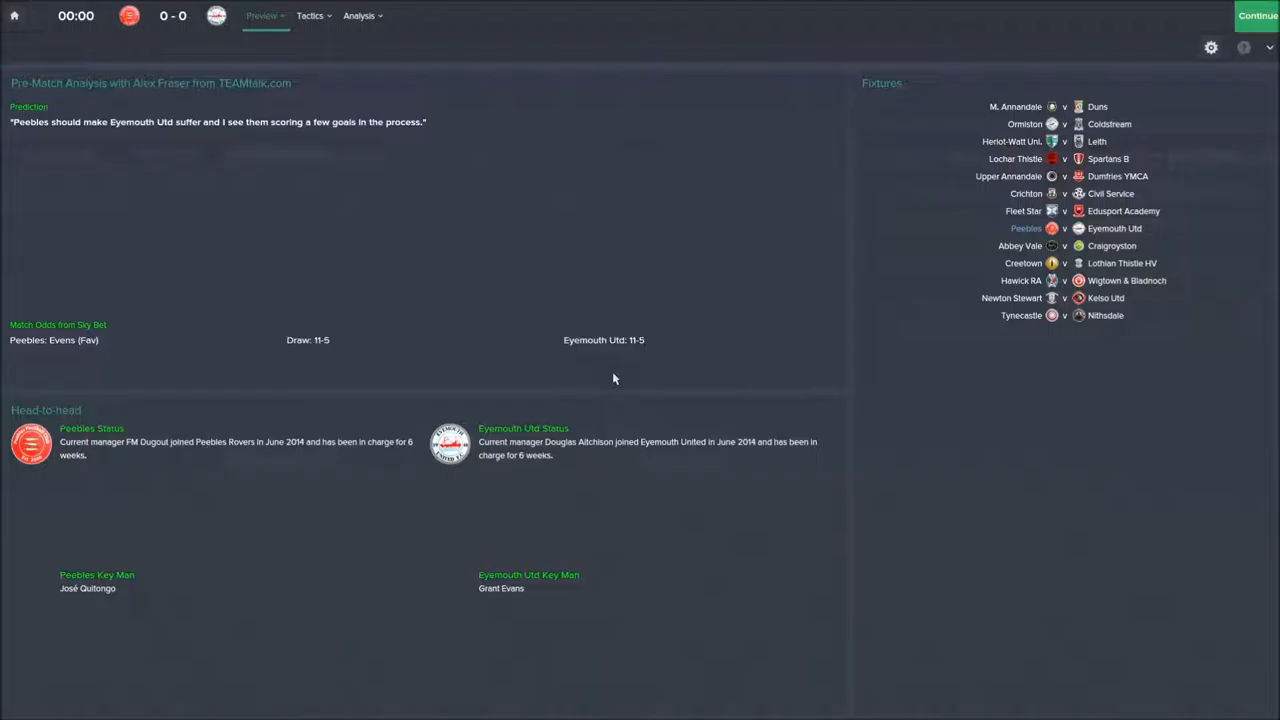 00:00
0 - 0
Preview
Tactics
Analysis
Continue
Pre-Match Analysis with Alex Fraser from TEAMtalk.com
Prediction
"Peebles should make Eyemouth Utd suffer and I see them scoring a few goals in the process."
Match Odds from Sky Bet
Peebles: Evens (Fav)
Draw: 11-5
Eyemouth Utd: 11-5
Head-to-head
Peebles Status
Current manager FM Dugout joined Peebles Rovers in June 2014 and has been in charge for 6
weeks.
Eyemouth Utd Status
Current manager Douglas Aitchison joined Eyemouth United in June 2014 and has been in
charge for 6 weeks.
Peebles Key Man
José Quitongo
Eyemouth Utd Key Man
Grant Evans
Fixtures
M. Annandale v Duns
Ormiston v Coldstream
Heriot-Watt Uni. v Leith
Lochar Thistle v Spartans B
Upper Annandale v Dumfries YMCA
Crichton v Civil Service
Fleet Star v Edusport Academy
Peebles v Eyemouth Utd
Abbey Vale v Craigroyston
Creetown v Lothian Thistle HV
Hawick RA v Wigtown & Bladnoch
Newton Stewart v Kelso Utd
Tynecastle v Nithsdale